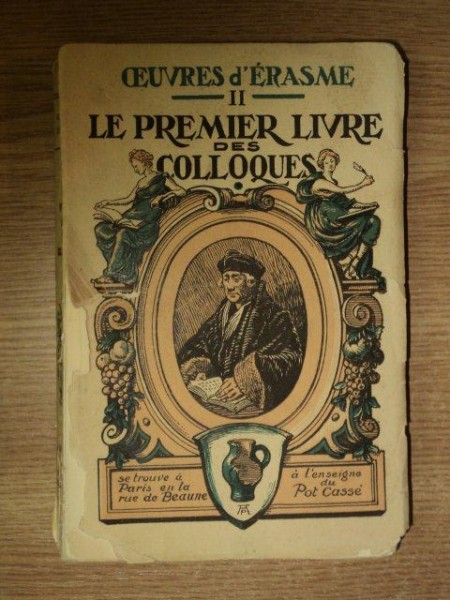 ŒUVRES d'ÉRASME
II
LE PREMIER LIVRE
DES
COLLOQUES
se trouve à
Paris en la
rue de Beaune
à l'enseigne
du
Pot Cassé